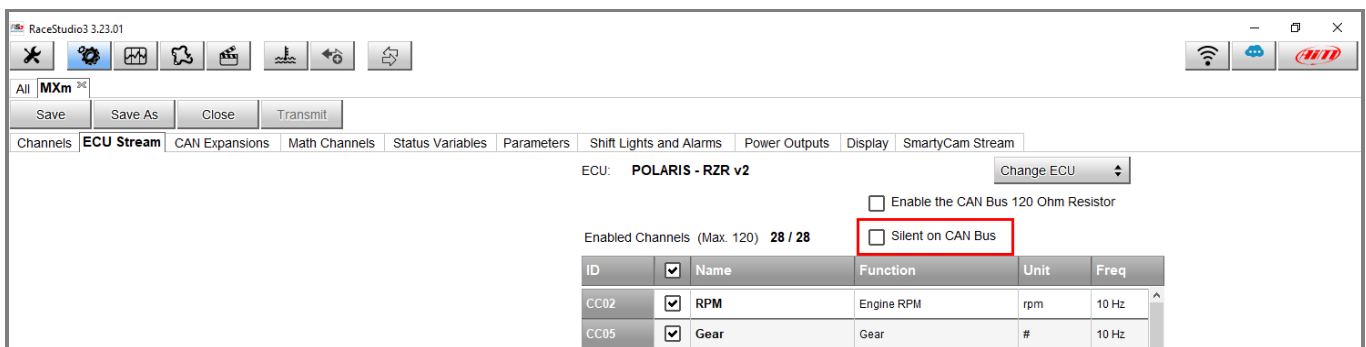 RaceStudio3 3.23.01
AiM
All MXm
Save Save As Close Transmit
Channels ECU Stream CAN Expansions Math Channels Status Variables Parameters Shift Lights and Alarms Power Outputs Display SmartyCam Stream
ECU: POLARIS - RZR v2 Change ECU
Enable the CAN Bus 120 Ohm Resistor
Enabled Channels (Max. 120) 28 / 28 Silent on CAN Bus
ID Name Function Unit Freq
CC02 RPM Engine RPM rpm 10 Hz
CC05 Gear Gear # 10 Hz